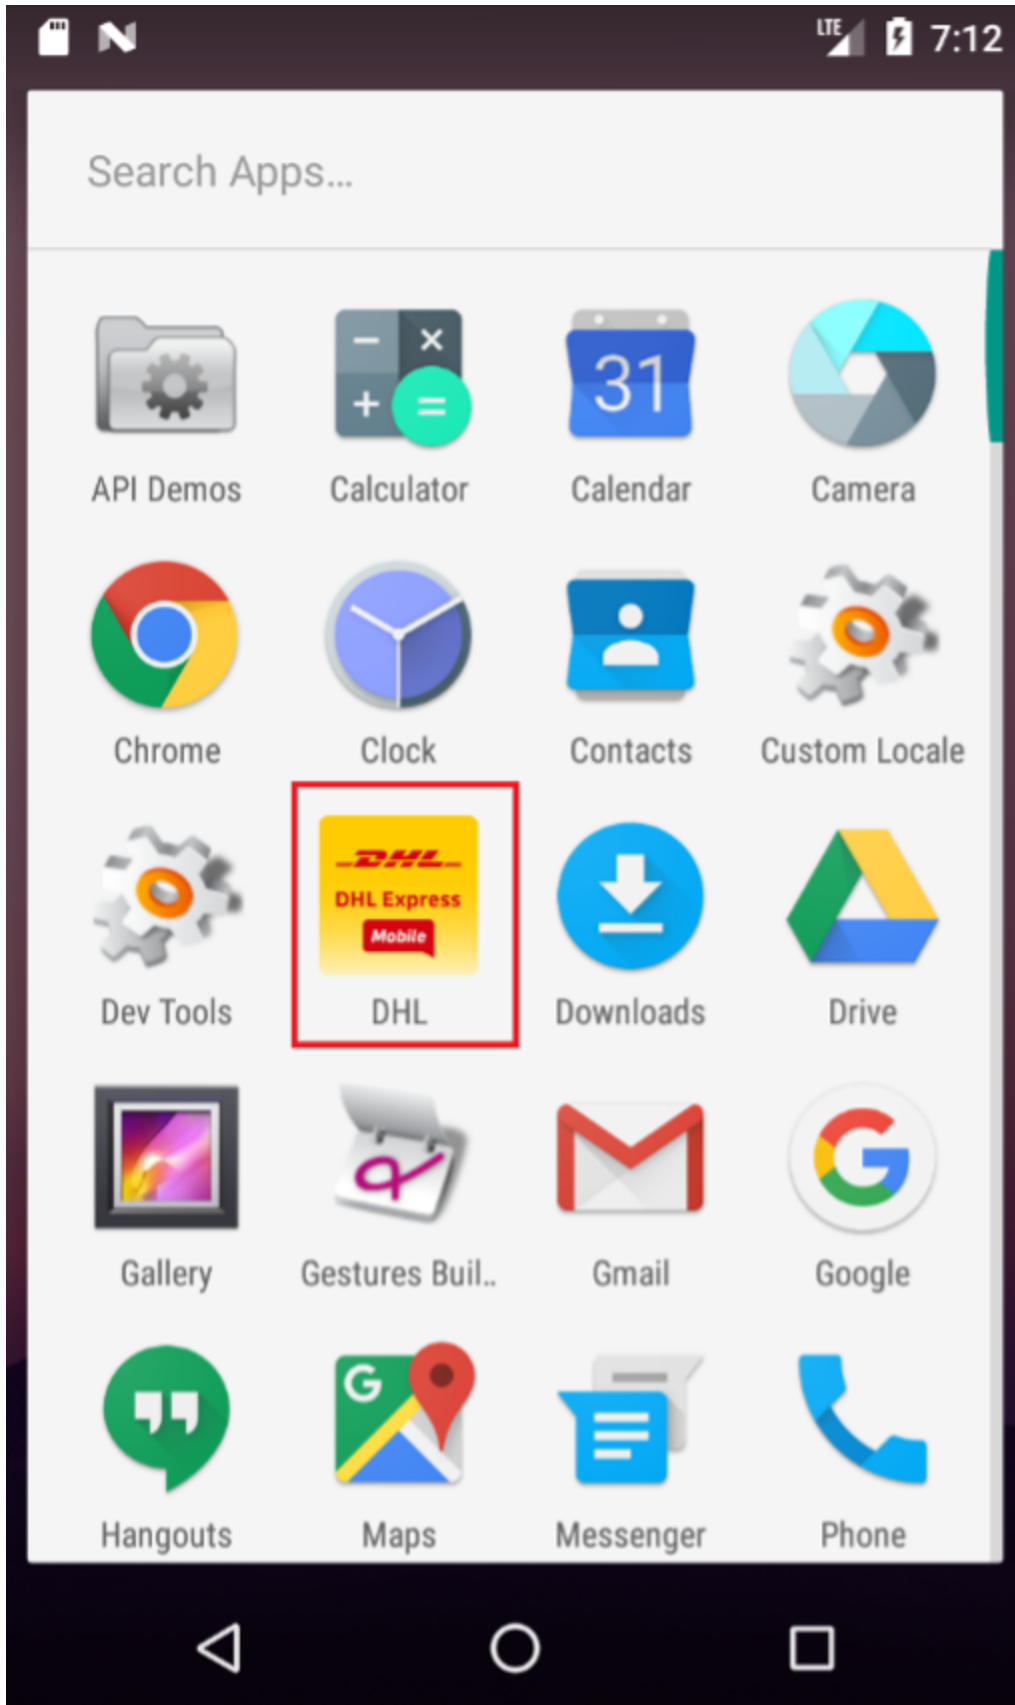 LTE 7:12
Search Apps...
31
API Demos Calculator Calendar Camera
Chrome Clock Contacts Custom Locale
DHL
DHL Express
Mobile
Dev Tools DHL Downloads Drive
Gallery Gestures Buil.. Gmail Google
Hangouts Maps Messenger Phone